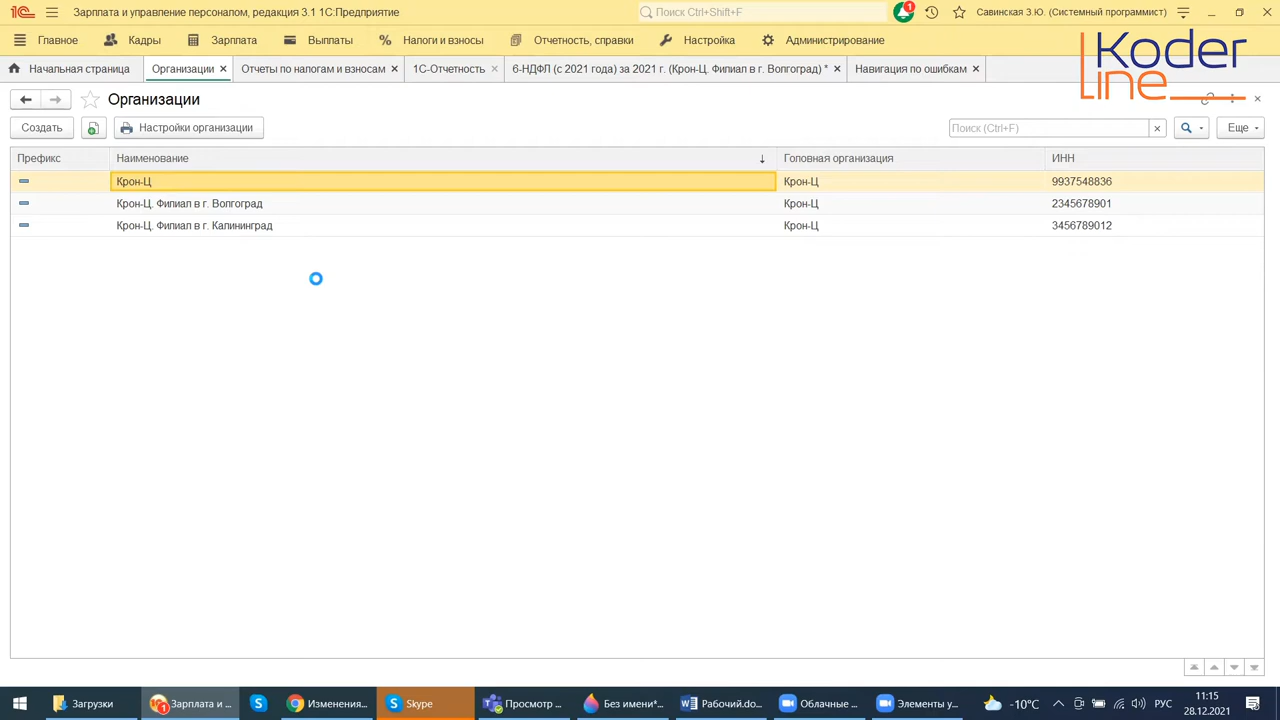 Зарплата и управление персоналом, редакция 3.1 1С:Предприятие
Поиск Ctrl+Shift+F
1
Савинская З.Ю. (Системный программист)
Главное
Кадры
Зарплата
Выплаты
Налоги и взносы
Отчетность, справки
Настройка
Администрирование
Koder
line
Начальная страница
Организации
Отчеты по налогам и взносам
1С-Отчетность
6-НДФЛ (с 2021 года) за 2021 г. (Крон-Ц. Филиал в г. Волгоград) *
Навигация по ошибкам
Организации
Создать
Настройки организации
Поиск (Ctrl+F)
Еще
Префикс
Наименование
Головная организация
ИНН
Крон-Ц
Крон-Ц
9937548836
Крон-Ц. Филиал в г. Волгоград
Крон-Ц
2345678901
Крон-Ц. Филиал в г. Калининград
Крон-Ц
3456789012
Загрузки
Зарплата и ...
Изменения...
Skype
Просмотр ...
Без имени*...
Рабочий.do...
Облачные ...
Элементы у...
-10°C
РУС
11:15
28.12.2021